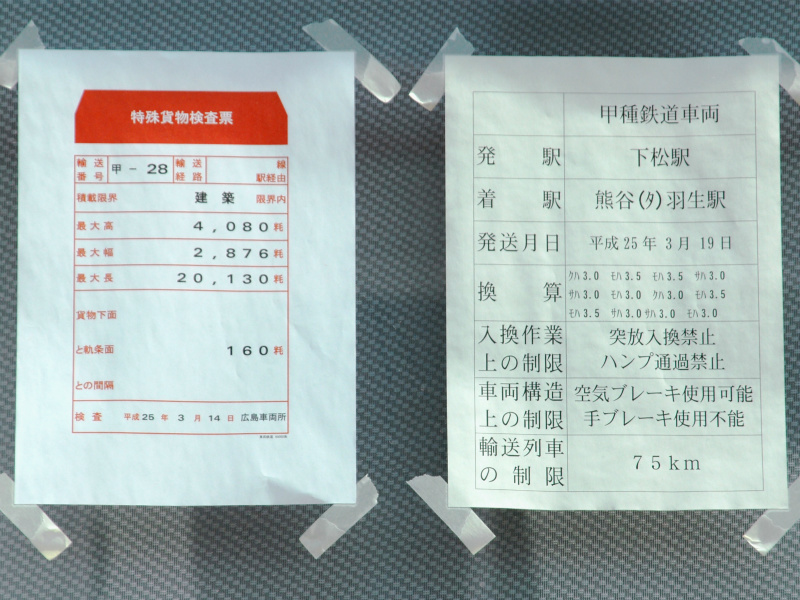 特殊貨物検査票
輸送番号 甲－28 輸送経路 線駅経由
積載限界 建築 限界内
最大高 4,080粍
最大幅 2,876粍
最大長 20,130粍
貨物下面
と軌条面 160粍
との間隔
検査 平成25年3月14日 広島車両所
甲種鉄道車両
発駅 下松駅
着駅 熊谷(タ)羽生駅
発送月日 平成25年3月19日
換算
クハ3.0 モハ3.5 モハ3.5 サハ3.0
サハ3.0 モハ3.0 クハ3.0 モハ3.5
モハ3.5 サハ3.0 サハ3.0 モハ3.0
入換作業 突放入換禁止
上の制限 ハンプ通過禁止
車両構造 空気ブレーキ使用可能
上の制限 手ブレーキ使用不能
輸送列車
の制限 75km